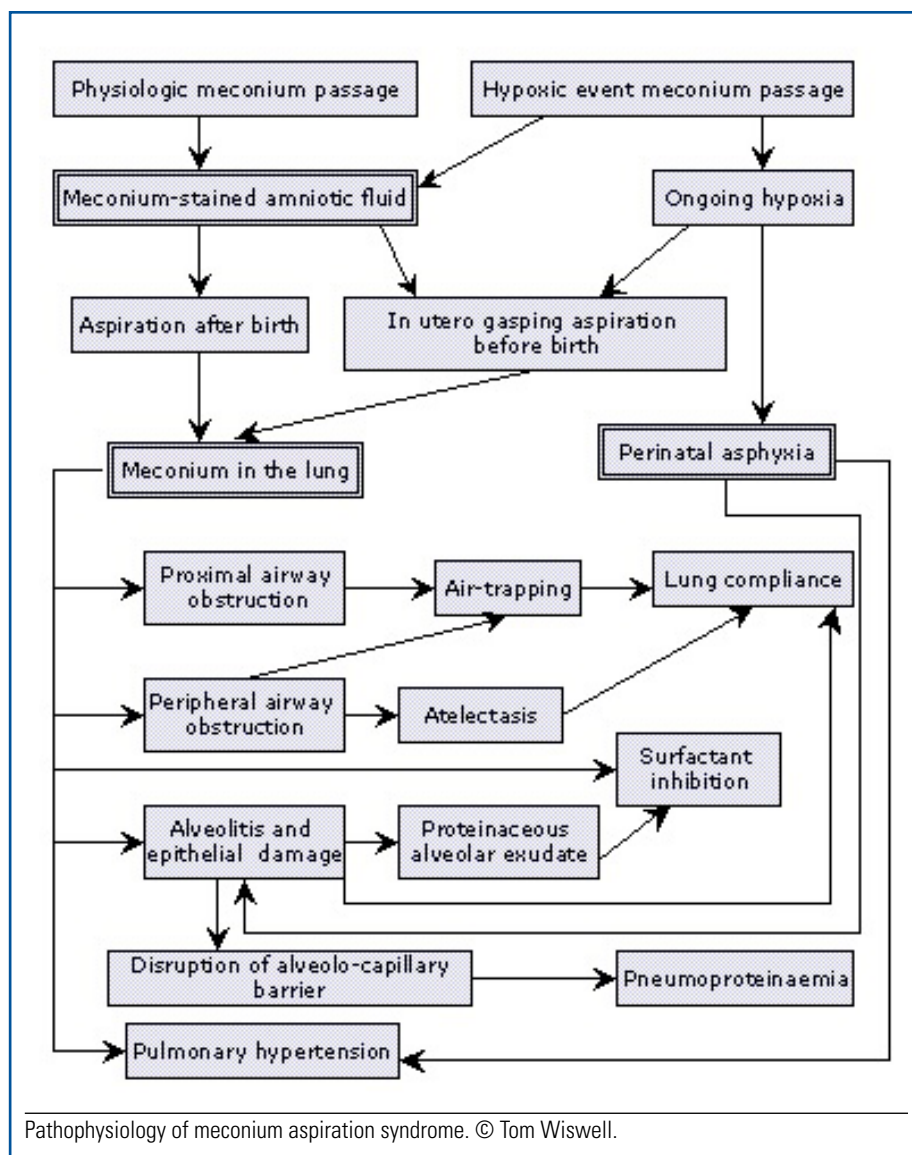 Physiologic meconium passage
Hypoxic event meconium passage
Meconium-stained amniotic fluid
Ongoing hypoxia
Aspiration after birth
In utero gasping aspiration
before birth
Meconium in the lung
Perinatal asphyxia
Proximal airway
obstruction
Air-trapping
Lung compliance
Peripheral airway
obstruction
Atelectasis
Surfactant
inhibition
Alveolitis and
epithelial damage
Proteinaceous
alveolar exudate
Disruption of alveolo-capillary
barrier
Pneumoproteinaemia
Pulmonary hypertension
Pathophysiology of meconium aspiration syndrome. © Tom Wiswell.